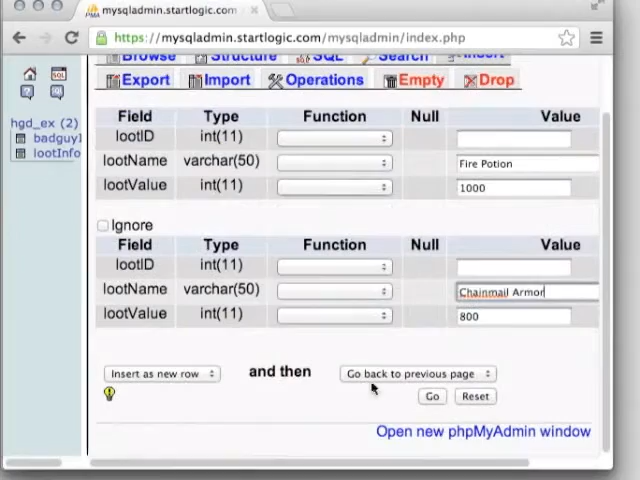 mysqladmin.startlogic.com
https://mysqladmin.startlogic.com/mysqladmin/index.php
Browse Structure SQL Search Insert
Export Import Operations Empty Drop
SQL
hgd_ex (2)
badguyI
lootInfo
Field Type Function Null Value
lootID int(11)
lootName varchar(50) Fire Potion
lootValue int(11) 1000
Ignore
Field Type Function Null Value
lootID int(11)
lootName varchar(50) Chainmail Armor
lootValue int(11) 800
Insert as new row and then Go back to previous page
Go Reset
Open new phpMyAdmin window